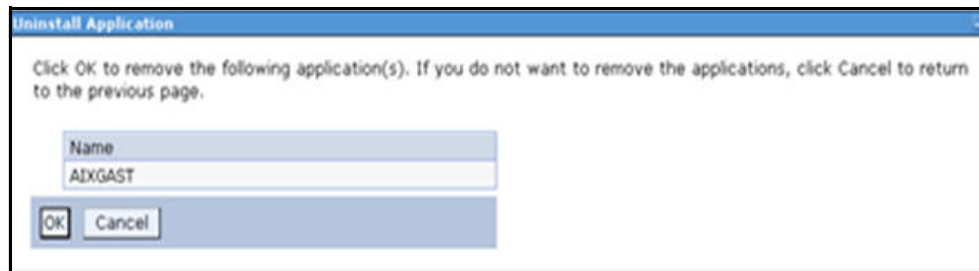 Uninstall Application
Click OK to remove the following application(s). If you do not want to remove the applications, click Cancel to return
to the previous page.
Name
AIXGAST
OK Cancel